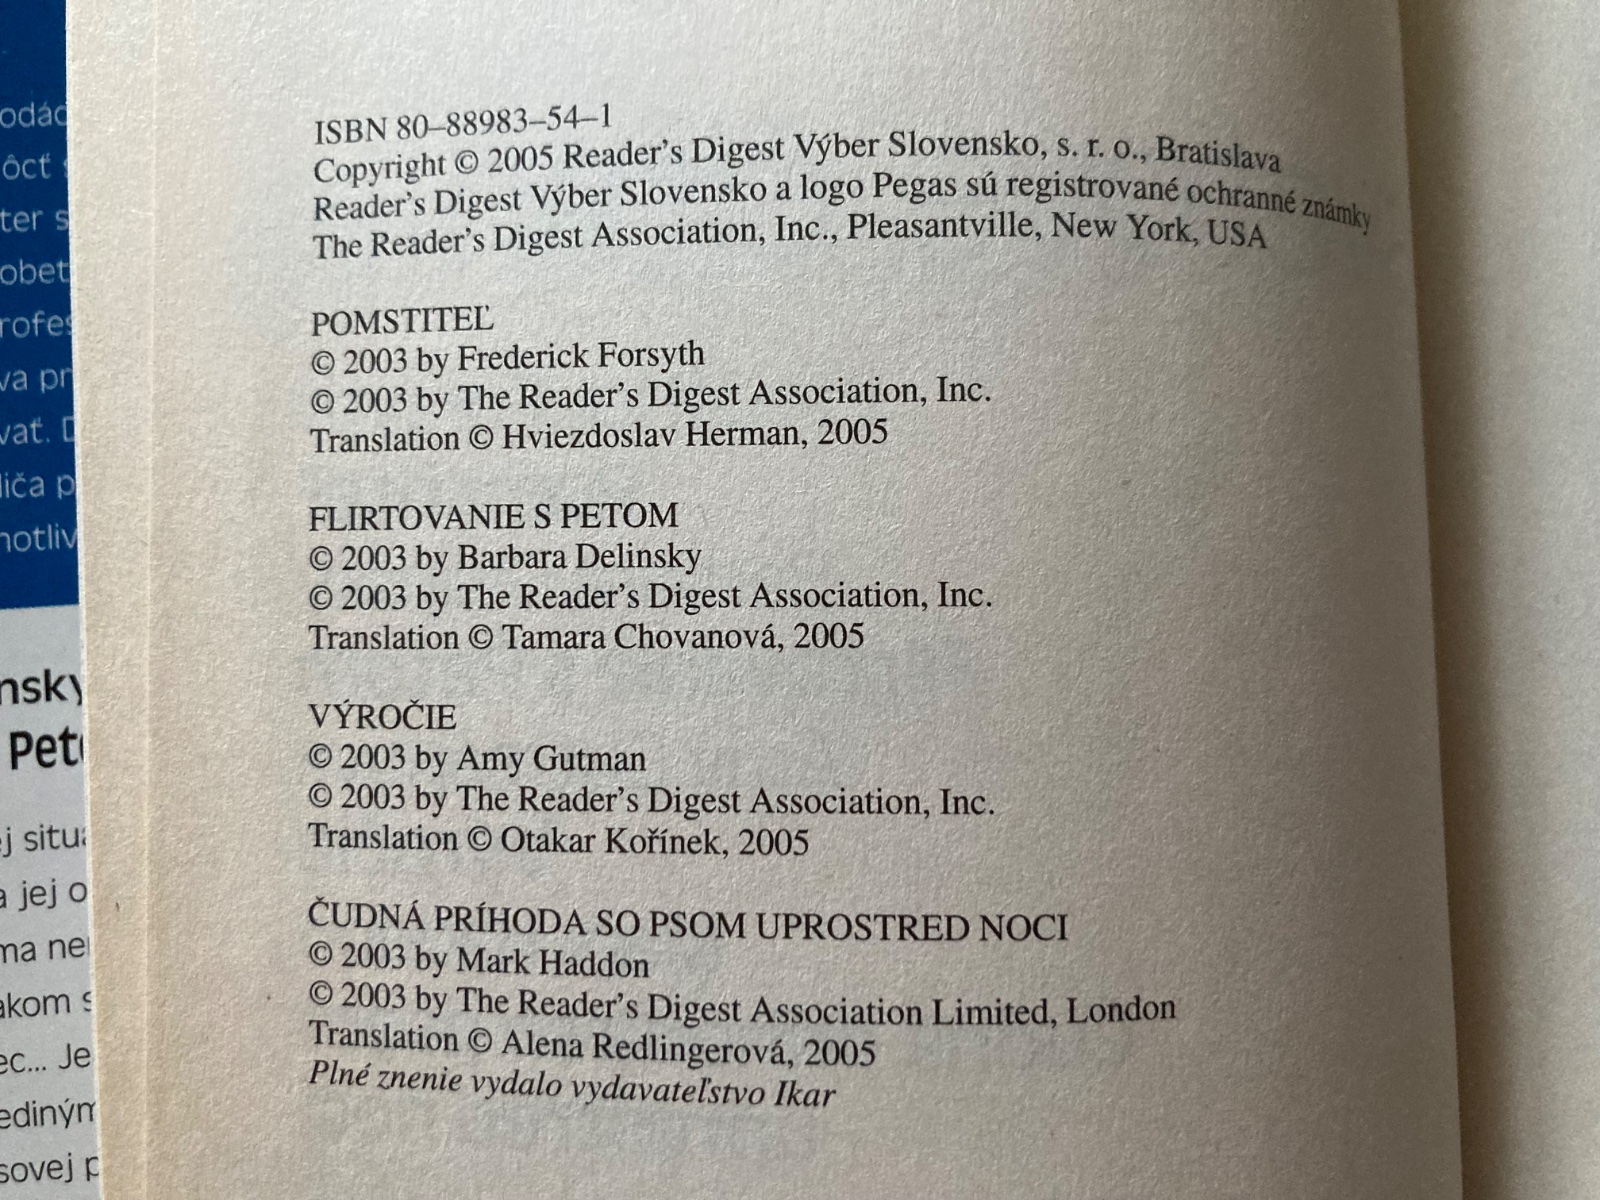 ISBN 80–88983–54–1
Copyright © 2005 Reader's Digest Výber Slovensko, s. r. o., Bratislava
Reader's Digest Výber Slovensko a logo Pegas sú registrované ochranné známky
The Reader's Digest Association, Inc., Pleasantville, New York, USA
POMSTITEĽ
© 2003 by Frederick Forsyth
© 2003 by The Reader's Digest Association, Inc.
Translation © Hviezdoslav Herman, 2005
FLIRTOVANIE S PETOM
© 2003 by Barbara Delinsky
© 2003 by The Reader's Digest Association, Inc.
Translation © Tamara Chovanová, 2005
VÝROČIE
© 2003 by Amy Gutman
© 2003 by The Reader's Digest Association, Inc.
Translation © Otakar Kořínek, 2005
ČUDNÁ PRÍHODA SO PSOM UPROSTRED NOCI
© 2003 by Mark Haddon
© 2003 by The Reader's Digest Association Limited, London
Translation © Alena Redlingerová, 2005
Plné znenie vydalo vydavateľstvo Ikar